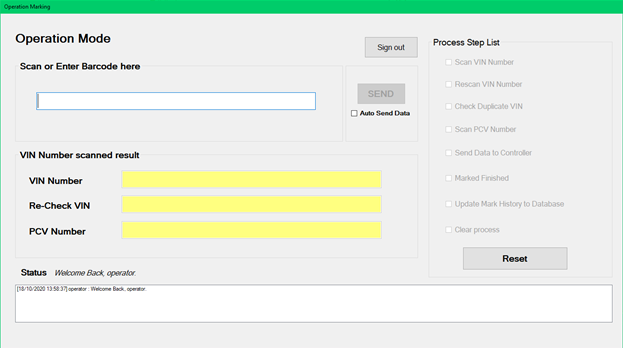 Operation Marking
Operation Mode
Sign out
Scan or Enter Barcode here
SEND
Auto Send Data
VIN Number scanned result
VIN Number
Re-Check VIN
PCV Number
Process Step List
Scan VIN Number
Rescan VIN Number
Check Duplicate VIN
Scan PCV Number
Send Data to Controller
Marked Finished
Update Mark History to Database
Clear process
Reset
Status Welcome Back, operator.
[18/10/2020 13:58:37] operator : Welcome Back, operator.